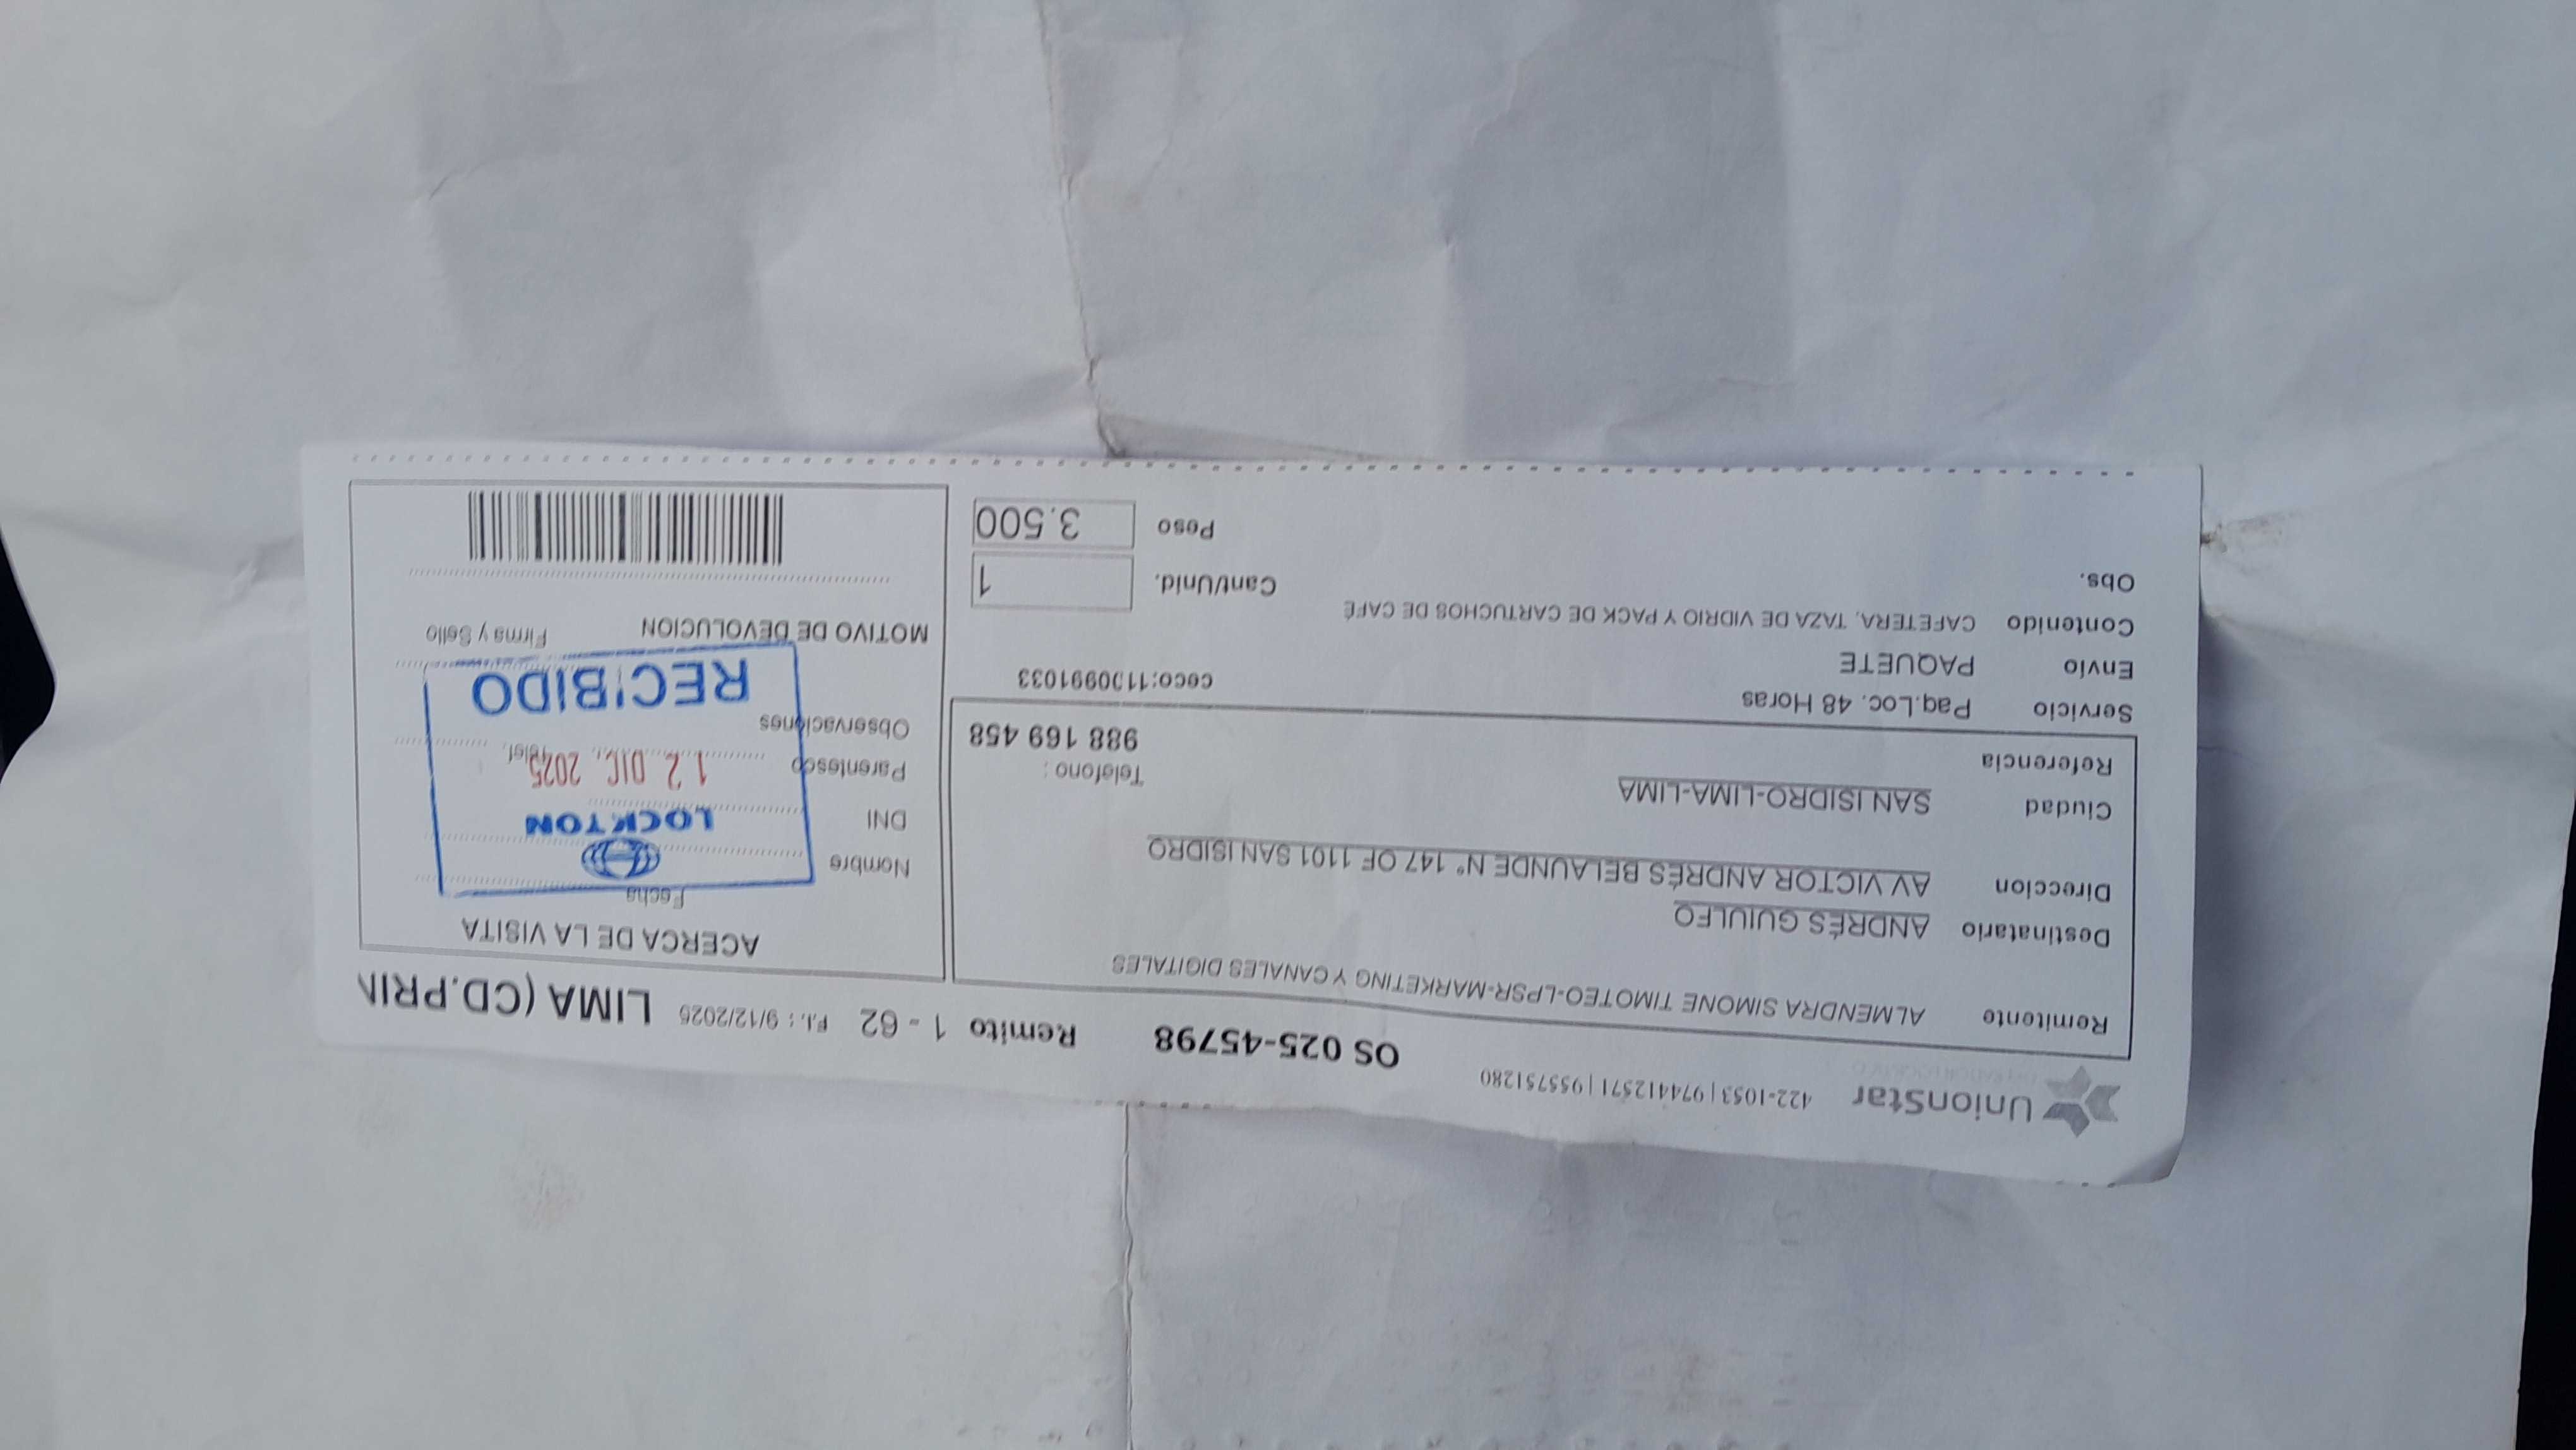 UnionStar 422-1053 | 974412571 | 955751280 OS 025-45798 Remito 1 - 62 F.I.: 9/12/2025 LIMA (CD.PRIN
Remitente ALMENDRA SIMONE TIMOTEO-LPSR-MARKETING Y CANALES DIGITALES
Destinatario ANDRÉS GUIULFO
Direccion AV VICTOR ANDRÉS BELAUNDE N° 147 OF 1101 SAN ISIDRO
Ciudad SAN ISIDRO-LIMA-LIMA
Referencia
Telefono :
988 169 458
Servicio Paq.Loc. 48 Horas
Envio PAQUETE
Contenido CAFETERA, TAZA DE VIDRIO Y PACK DE CARTUCHOS DE CAFÉ
Obs.
Cant/Unid. 1
Peso 3.500
ACERCA DE LA VISITA
Fecha
Nombre
DNI
Parentesco Telef.
Observaciones
LOCKTON
12 DIC. 2025
RECIBIDO
MOTIVO DE DEVOLUCION Firma y Sello